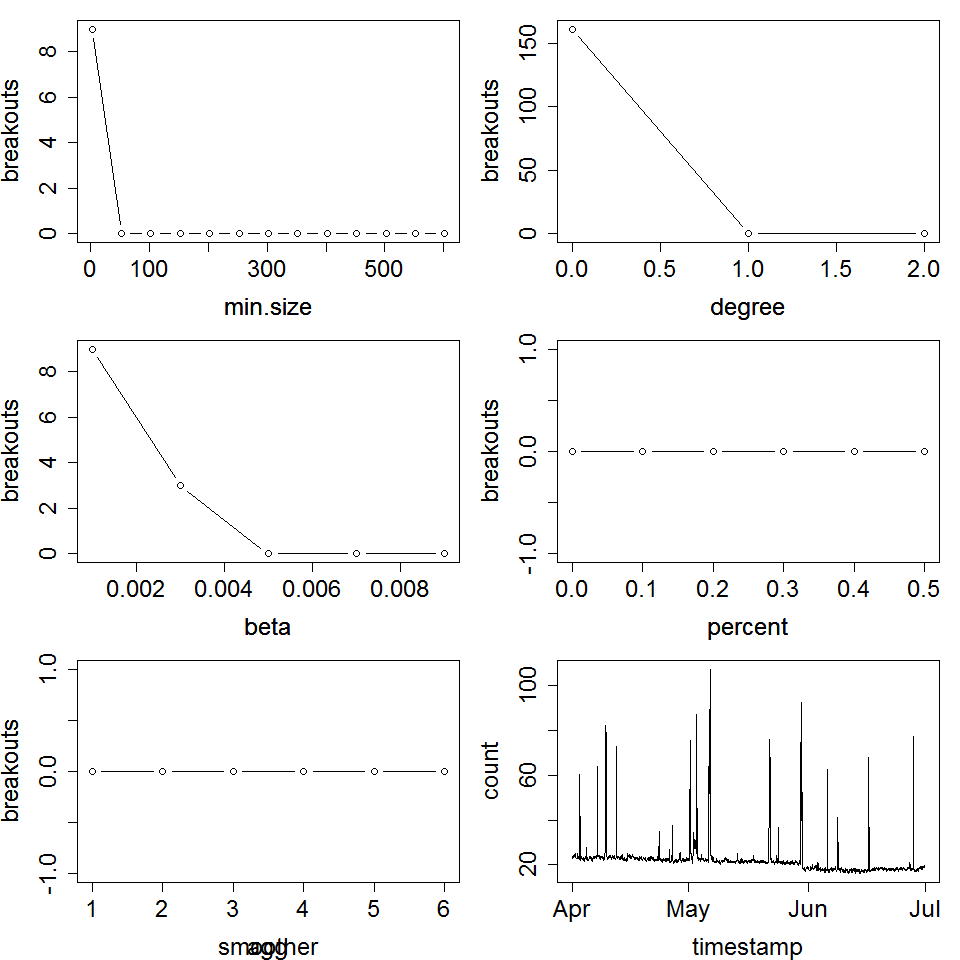 breakouts
8
6
4
2
0
0 100 300 500
min.size
breakouts
150
100
50
0
0.0 0.5 1.0 1.5 2.0
degree
breakouts
8
6
4
2
0
0.002 0.004 0.006 0.008
beta
breakouts
1.0
0.0
-1.0
0.0 0.1 0.2 0.3 0.4 0.5
percent
breakouts
1.0
0.0
-1.0
1 2 3 4 5 6
smoother
count
100
60
20
Apr May Jun Jul
timestamp